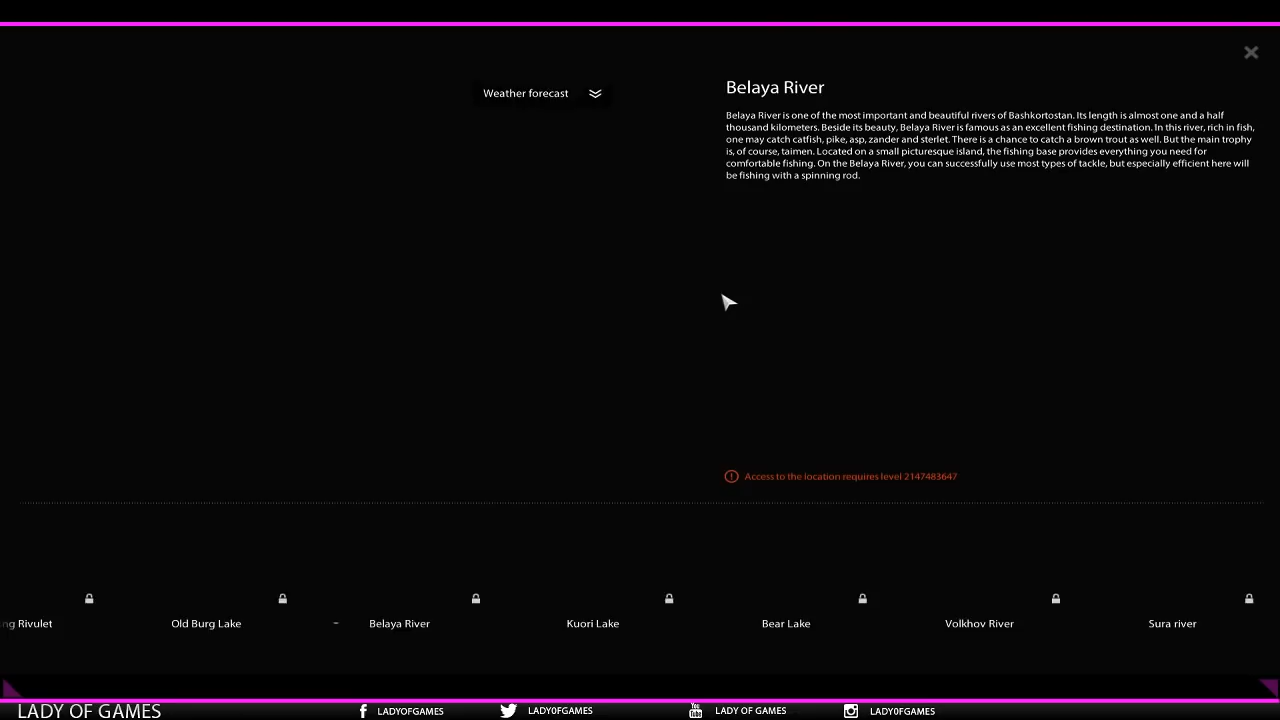 Weather forecast
Belaya River
Belaya River is one of the most important and beautiful rivers of Bashkortostan. Its length is almost one and a half
thousand kilometers. Beside its beauty, Belaya River is famous as an excellent fishing destination. In this river, rich in fish,
one may catch catfish, pike, asp, zander and sterlet. There is a chance to catch a brown trout as well. But the main trophy
is, of course, taimen. Located on a small picturesque island, the fishing base provides everything you need for
comfortable fishing. On the Belaya River, you can successfully use most types of tackle, but especially efficient here will
be fishing with a spinning rod.
Access to the location requires level 2147483647
ng Rivulet
Old Burg Lake
Belaya River
Kuori Lake
Bear Lake
Volkhov River
Sura river
LADY OF GAMES
LADYOFGAMES
LADY0FGAMES
You Tube
LADY OF GAMES
LADY0FGAMES